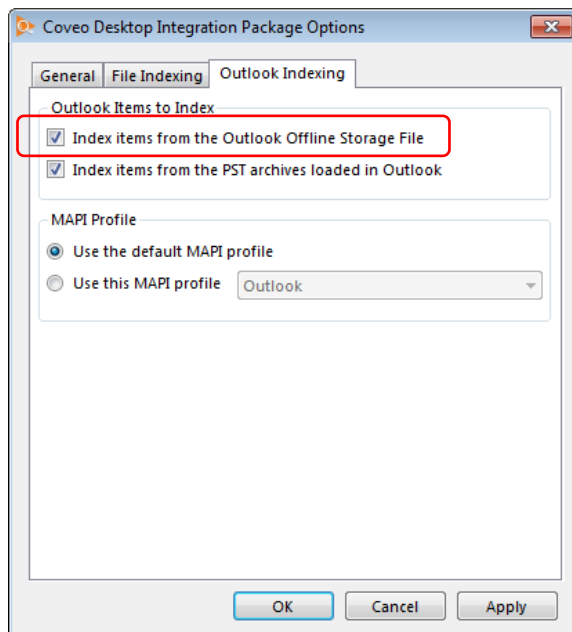 Coveo Desktop Integration Package Options
General File Indexing Outlook Indexing
Outlook Items to Index
Index items from the Outlook Offline Storage File
Index items from the PST archives loaded in Outlook
MAPI Profile
Use the default MAPI profile
Use this MAPI profile Outlook
OK Cancel Apply